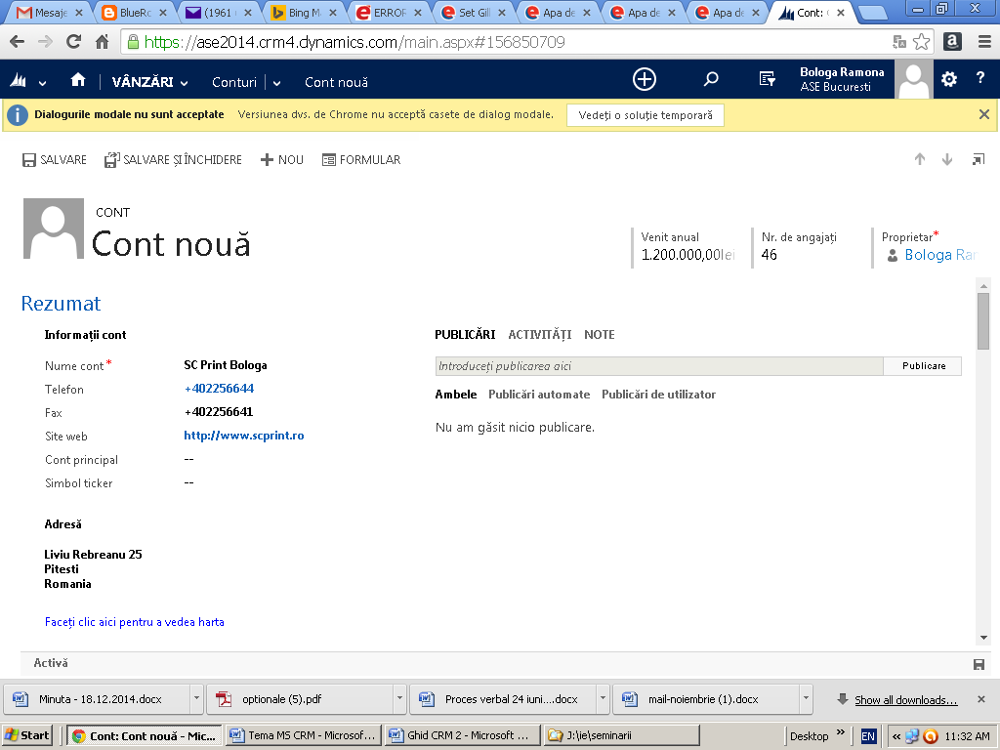 Mesaje
BlueRo
(1961
Bing M
ERROR
Set Gil
Apa de
Apa de
Apa de
Cont:
https://ase2014.crm4.dynamics.com/main.aspx#156850709
VÂNZĂRI
Conturi
Cont nouă
Bologa Ramona
ASE Bucuresti
?
Dialogurile modale nu sunt acceptate Versiunea dvs. de Chrome nu acceptă casete de dialog modale. Vedeți o soluție temporară
SALVARE SALVARE ȘI ÎNCHIDERE NOU FORMULAR
CONT
Cont nouă
Venit anual
1.200.000,00lei
Nr. de angajați
46
Proprietar*
Bologa Ran
Rezumat
Informații cont
Nume cont* SC Print Bologa
Telefon +402256644
Fax +402256641
Site web http://www.scprint.ro
Cont principal --
Simbol ticker --
Adresă
Liviu Rebreanu 25
Pitesti
Romania
Faceți clic aici pentru a vedea harta
PUBLICĂRI ACTIVITĂȚI NOTE
Introduceți publicarea aici Publicare
Ambele Publicări automate Publicări de utilizator
Nu am găsit nicio publicare.
Activă
Minuta - 18.12.2014.docx
optionale (5).pdf
Proces verbal 24 iuni....docx
mail-noiembrie (1).docx
Show all downloads...
Start
Cont: Cont nouă - Mic...
Tema MS CRM - Microsof...
Ghid CRM 2 - Microsoft ...
J:\ie\seminarii
Desktop
EN
11:32 AM